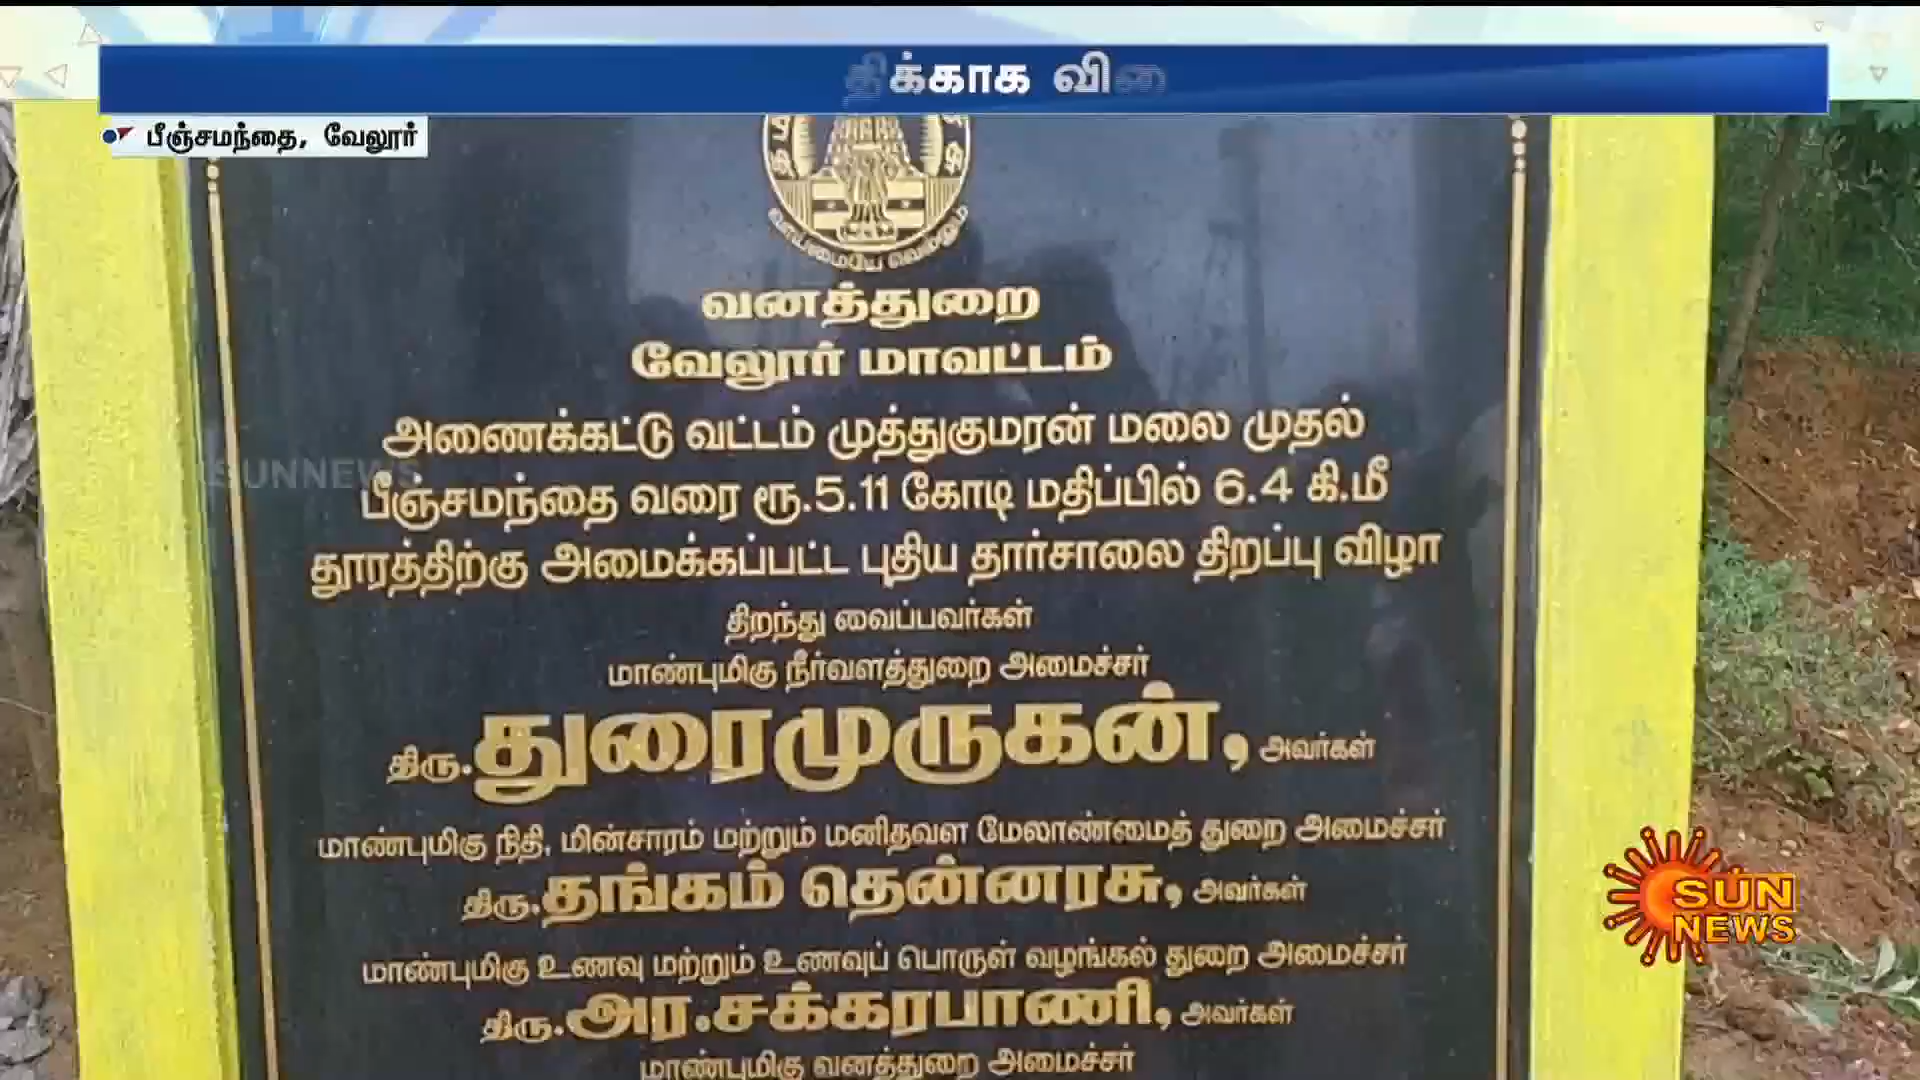 க்காக வி
பீஞ்சமந்தை, வேலூர்
வாய்மையே வெல்லும்
வனத்துறை
வேலூர் மாவட்டம்
அணைக்கட்டு வட்டம் முத்துகுமரன் மலை முதல்
SUNNEWS
பீஞ்சமந்தை வரை ரூ.5.11 கோடி மதிப்பில் 6.4 கி.மீ
தூரத்திற்கு அமைக்கப்பட்ட புதிய தார்சாலை திறப்பு விழா
திறந்து வைப்பவர்கள்
மாண்புமிகு நீர்வளத்துறை அமைச்சர்
திரு.துரைமுருகன், அவர்கள்
மாண்புமிகு நிதி, மின்சாரம் மற்றும் மனிதவள மேலாண்மைத் துறை அமைச்சர்
திரு.தங்கம் தென்னரசு, அவர்கள்
SUN
NEWS
மாண்புமிகு உணவு மற்றும் உணவுப் பொருள் வழங்கல் துறை அமைச்சர்
திரு.அர.சக்கரபாணி, அவர்கள்
மாண்புமிகு வனத்துறை அமைச்சர்